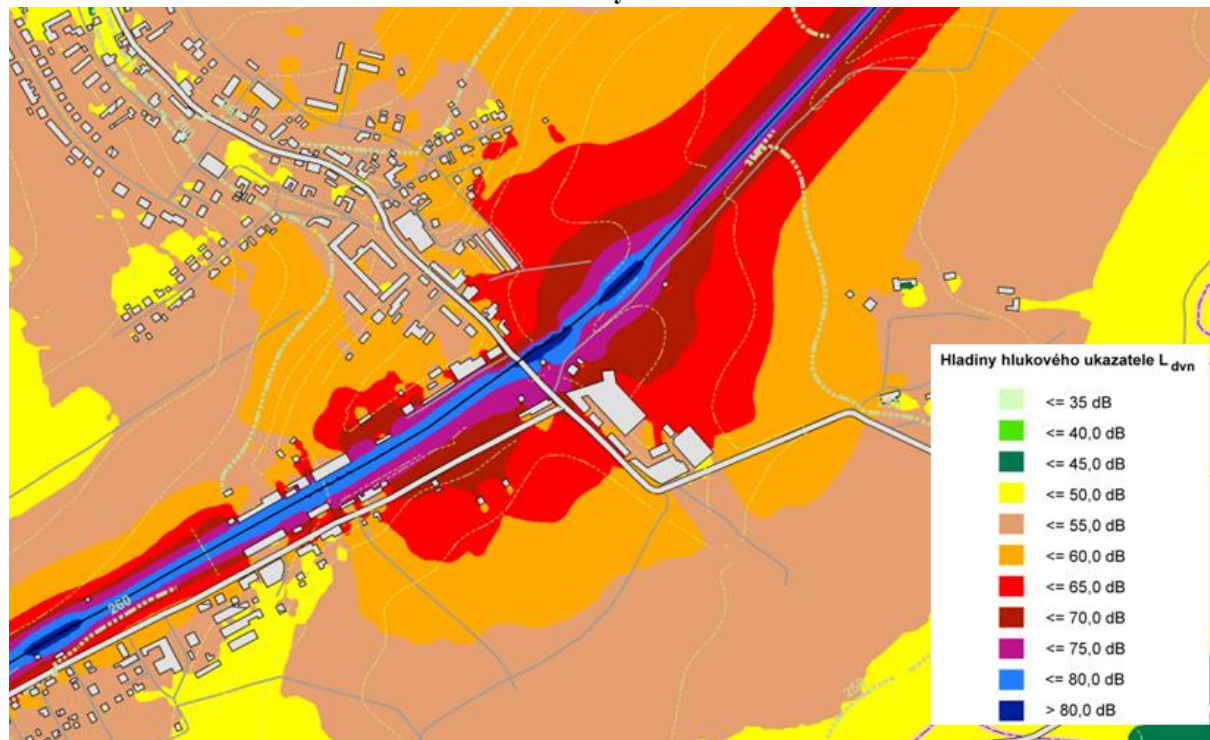 260
Hladiny hlukového ukazatele L dvn
<= 35 dB
<= 40,0 dB
<= 45,0 dB
<= 50,0 dB
<= 55,0 dB
<= 60,0 dB
<= 65,0 dB
<= 70,0 dB
<= 75,0 dB
<= 80,0 dB
> 80,0 dB
250